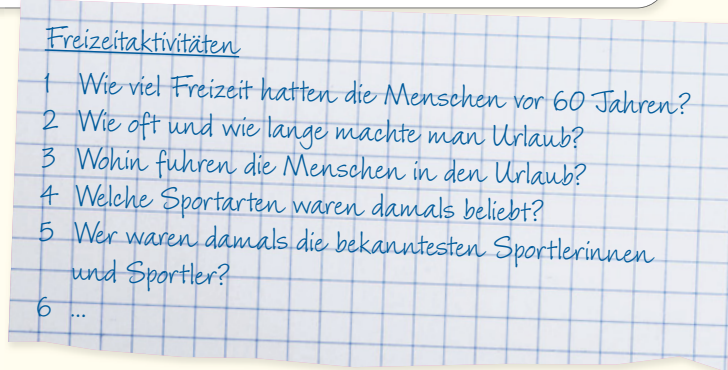 Freizeitaktivitäten
1 Wie viel Freizeit hatten die Menschen vor 60 Jahren?
2 Wie oft und wie lange machte man Urlaub?
3 Wohin fuhren die Menschen in den Urlaub?
4 Welche Sportarten waren damals beliebt?
5 Wer waren damals die bekanntesten Sportlerinnen
und Sportler?
6 ...